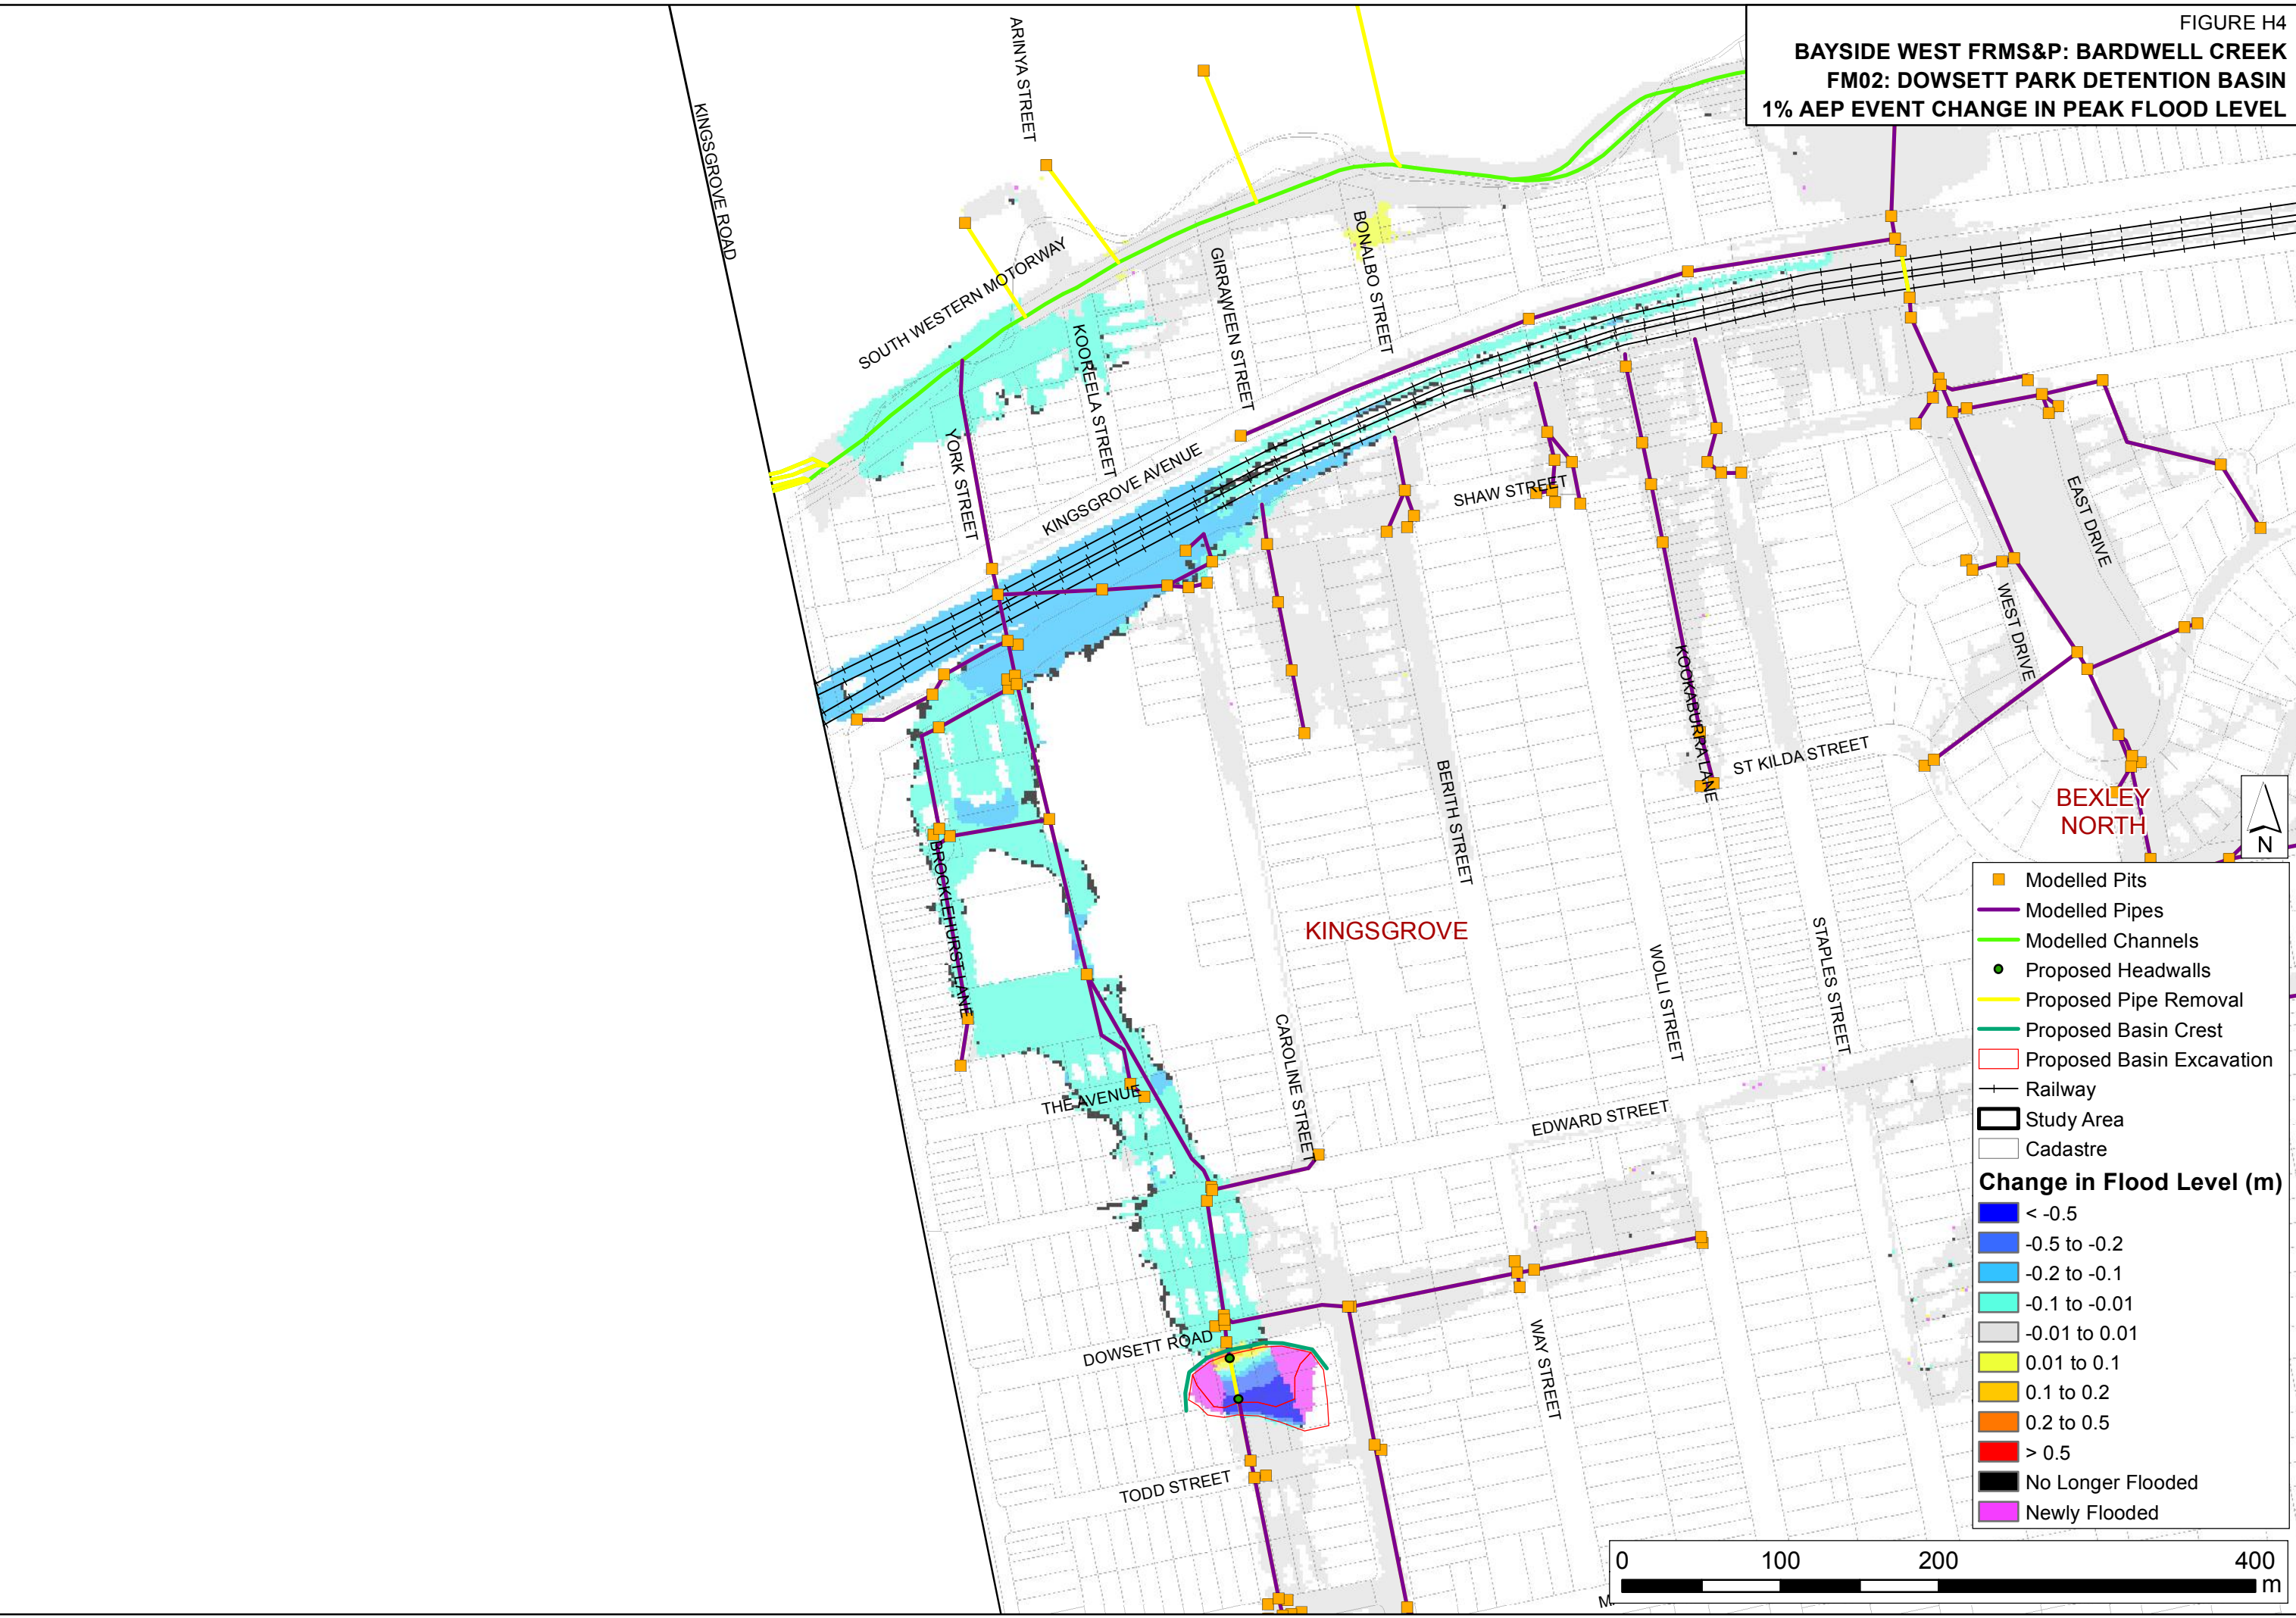 FIGURE H4
BAYSIDE WEST FRMS&P: BARDWELL CREEK
FM02: DOWSETT PARK DETENTION BASIN
1% AEP EVENT CHANGE IN PEAK FLOOD LEVEL
ARINYA STREET
KINGSGROVE ROAD
SOUTH WESTERN MOTORWAY
GIRRAWEEN STREET
BONALBO STREET
KOOREELA STREET
YORK STREET
KINGSGROVE AVENUE
SHAW STREET
EAST DRIVE
WEST DRIVE
KOOKABURRA LANE
ST KILDA STREET
BERITH STREET
BEXLEY
NORTH
BROCKLEHURST LANE
KINGSGROVE
WOLLI STREET
STAPLES STREET
CAROLINE STREET
THE AVENUE
EDWARD STREET
DOWSETT ROAD
WAY STREET
TODD STREET
N
Modelled Pits
Modelled Pipes
Modelled Channels
Proposed Headwalls
Proposed Pipe Removal
Proposed Basin Crest
Proposed Basin Excavation
Railway
Study Area
Cadastre
Change in Flood Level (m)
< -0.5
-0.5 to -0.2
-0.2 to -0.1
-0.1 to -0.01
-0.01 to 0.01
0.01 to 0.1
0.1 to 0.2
0.2 to 0.5
> 0.5
No Longer Flooded
Newly Flooded
0 100 200 400
m